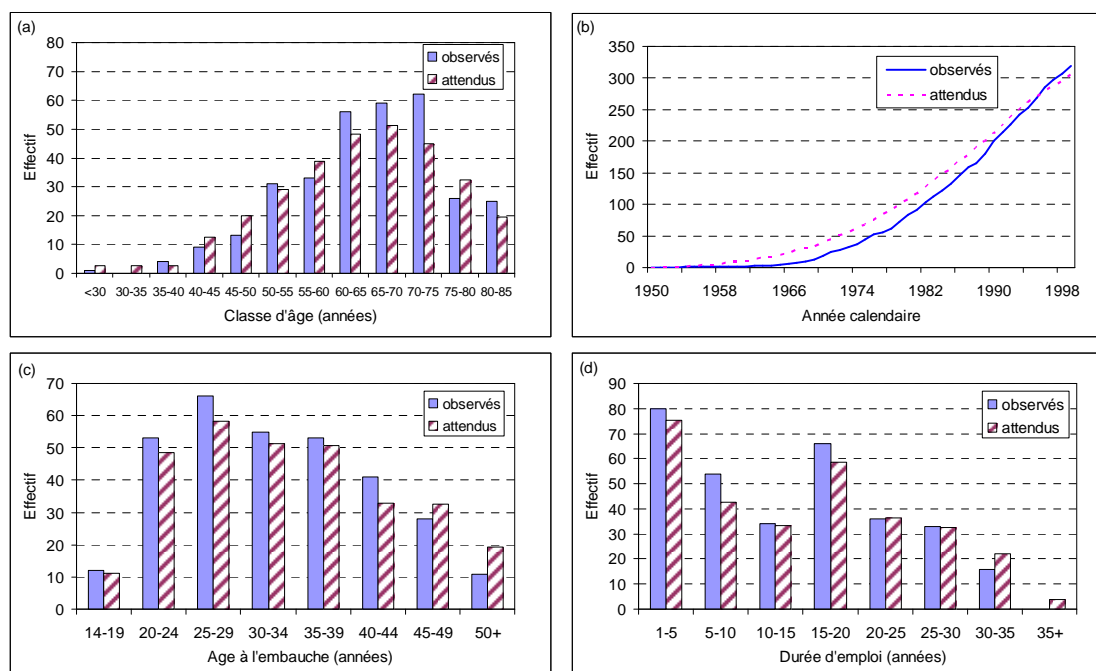 (a)
80
70
60
50
40
30
20
10
0
Effectif
observés
attendus
<30 30-35 35-40 40-45 45-50 50-55 55-60 60-65 65-70 70-75 75-80 80-85
Classe d'âge (années)
(b)
350
300
250
200
150
100
50
0
Effectif
observés
attendus
1950 1958 1966 1974 1982 1990 1998
Année calendaire
(c)
70
60
50
40
30
20
10
0
Effectif
observés
attendus
14-19 20-24 25-29 30-34 35-39 40-44 45-49 50+
Age à l'embauche (années)
(d)
90
80
70
60
50
40
30
20
10
0
Effectif
observés
attendus
1-5 5-10 10-15 15-20 20-25 25-30 30-35 35+
Durée d'emploi (années)